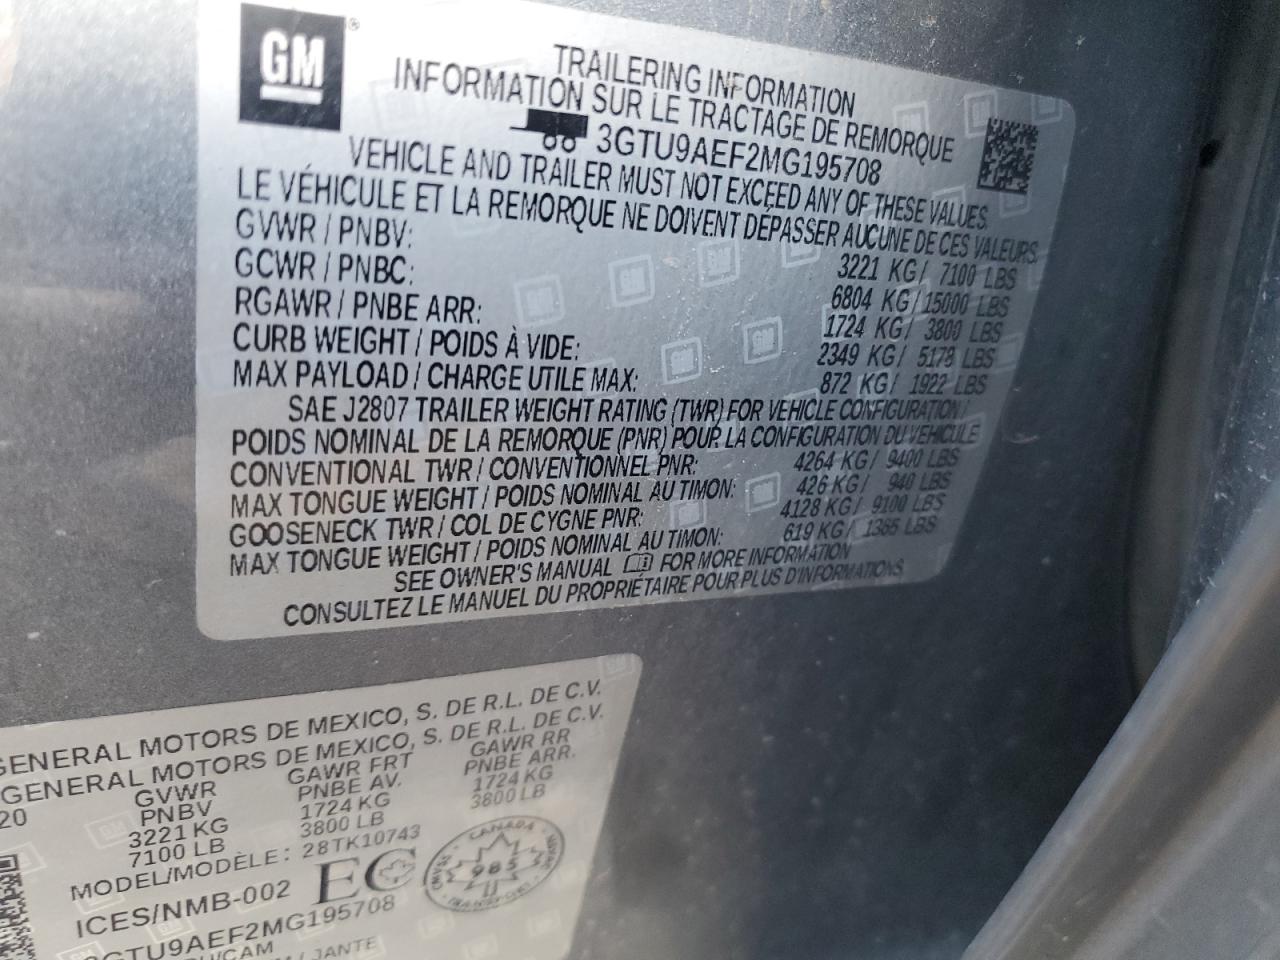 GM®
TRAILERING INFORMATION
INFORMATION SUR LE TRACTAGE DE REMORQUE
3GTU9AEF2MG195708
VEHICLE AND TRAILER MUST NOT EXCEED ANY OF THESE VALUES.
LE VÉHICULE ET LA REMORQUE NE DOIVENT DÉPASSER AUCUNE DE CES VALEURS.
GVWR / PNBV: 3221 KG/ 7100 LBS
GCWR / PNBC: 6804 KG/15000 LBS
RGAWR / PNBE ARR: 1724 KG/ 3800 LBS
CURB WEIGHT / POIDS À VIDE: 2349 KG/ 5178 LBS
MAX PAYLOAD / CHARGE UTILE MAX: 872 KG/ 1922 LBS
SAE J2807 TRAILER WEIGHT RATING (TWR) FOR VEHICLE CONFIGURATION/
POIDS NOMINAL DE LA REMORQUE (PNR) POUR LA CONFIGURATION DU VÉHICULE
CONVENTIONAL TWR / CONVENTIONNEL PNR: 4264 KG/ 9400 LBS
MAX TONGUE WEIGHT / POIDS NOMINAL AU TIMON: 426 KG/ 940 LBS
GOOSENECK TWR / COL DE CYGNE PNR: 4128 KG/ 9100 LBS
MAX TONGUE WEIGHT / POIDS NOMINAL AU TIMON: 619 KG/ 1365 LBS
SEE OWNER'S MANUAL FOR MORE INFORMATION
CONSULTEZ LE MANUEL DU PROPRIÉTAIRE POUR PLUS D'INFORMATIONS
GENERAL MOTORS DE MEXICO, S. DE R.L. DE C.V.
GENERAL MOTORS DE MEXICO, S. DE R.L. DE C.V.
20 GVWR GAWR FRT GAWR RR
PNBV PNBE AV. PNBE ARR.
3221 KG 1724 KG 1724 KG
7100 LB 3800 LB 3800 LB
MODEL/MODÈLE: 28TK10743
ICES/NMB-002 EC CANADA 985 TRANSPORT
3GTU9AEF2MG195708
/CAM
/ JANTE